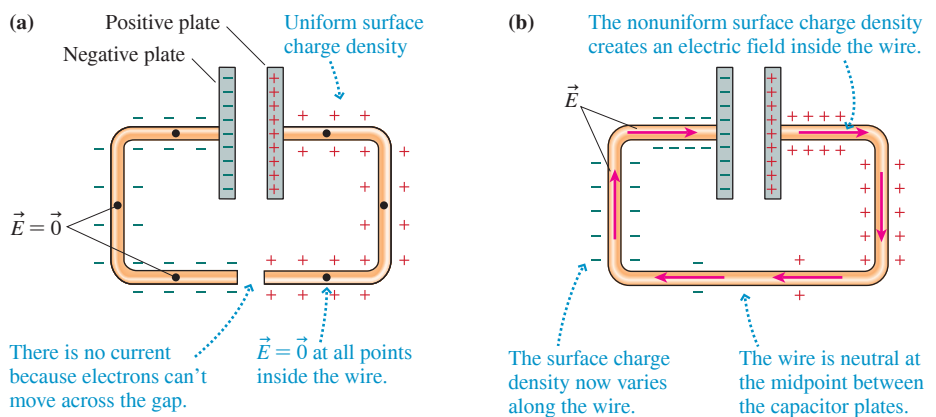 (a)
Positive plate
Negative plate
Uniform surface
charge density
E⃗ = 0⃗
There is no current
because electrons can't
move across the gap.
E⃗ = 0⃗ at all points
inside the wire.
(b)
The nonuniform surface charge density
creates an electric field inside the wire.
E⃗
The surface charge
density now varies
along the wire.
The wire is neutral at
the midpoint between
the capacitor plates.